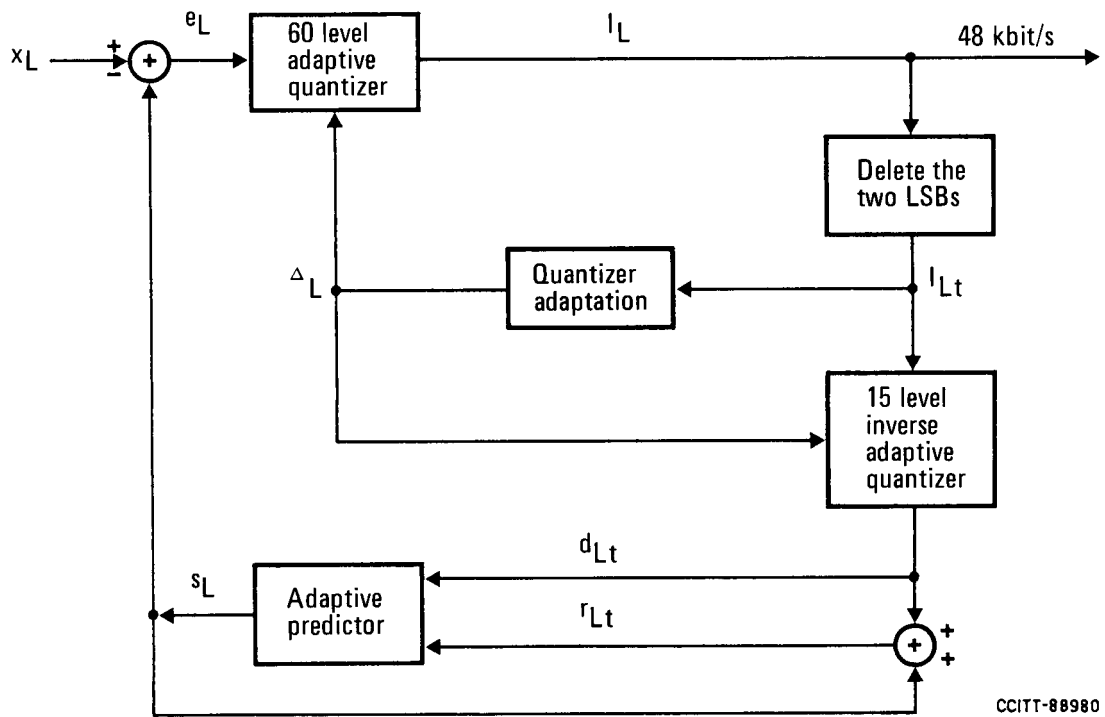 x_L
+
−
+
e_L
60 level
adaptive
quantizer
I_L
48 kbit/s
Delete the
two LSBs
Δ_L
Quantizer
adaptation
I_Lt
15 level
inverse
adaptive
quantizer
d_Lt
s_L
Adaptive
predictor
r_Lt
+
+
+
CCITT-88980